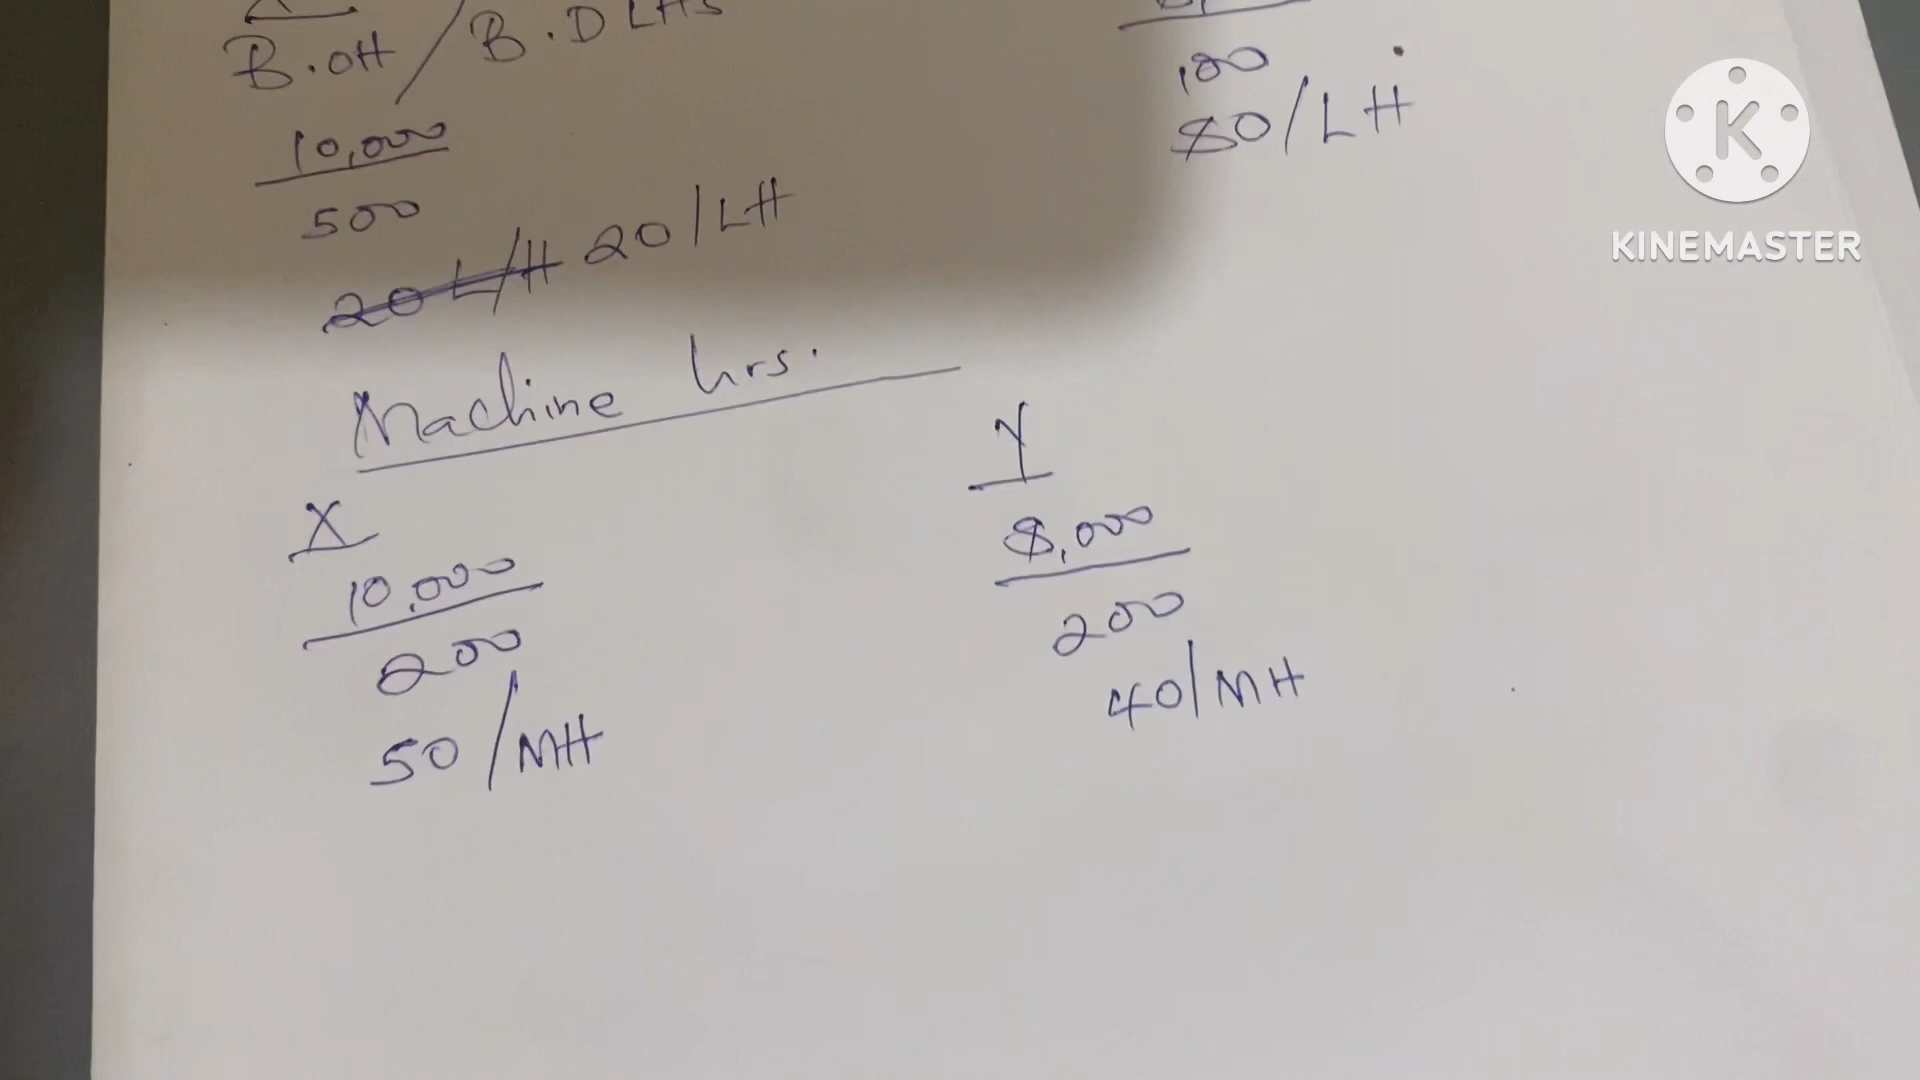 B.OH / B.D LHs
10,000
500
20 L/H 20/LH
100
80/LH
Machine hrs.
X
10,000
200
50/MH
Y
8,000
200
40/MH
K
KINEMASTER